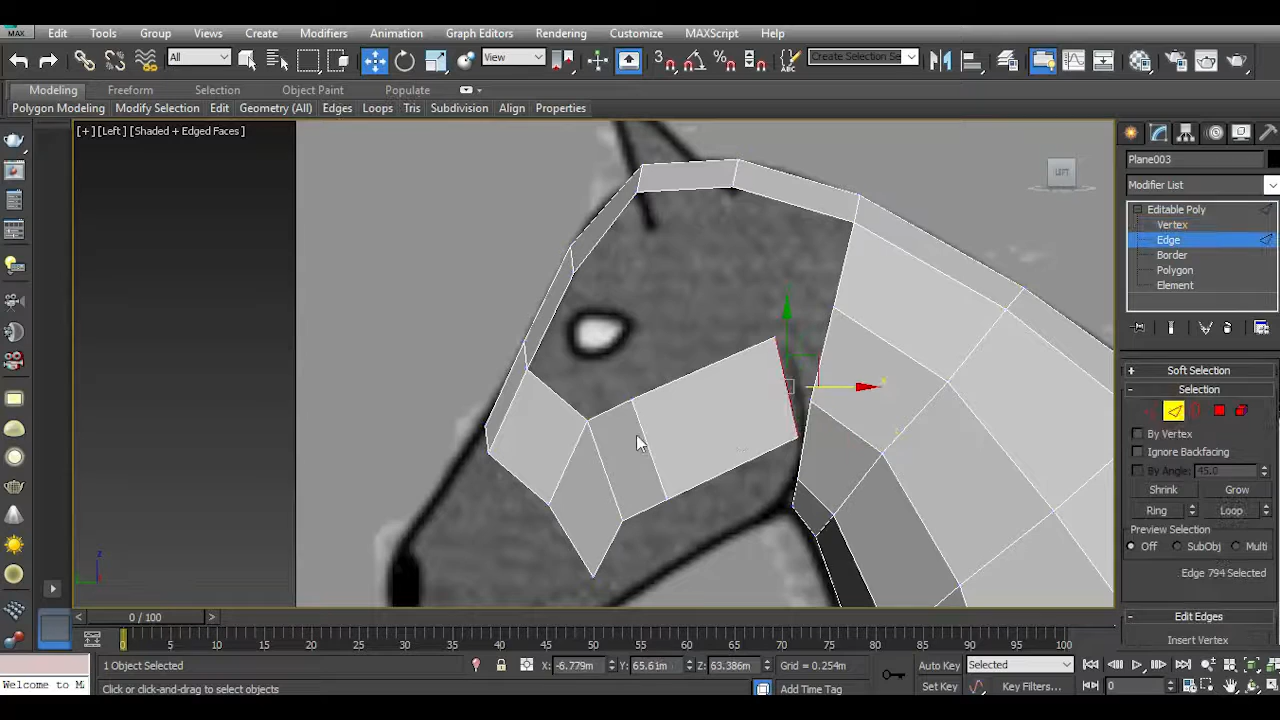 MAX Edit Tools Group Views Create Modifiers Animation Graph Editors Rendering Customize MAXScript Help
All View 3 Create Selection Se
Modeling Freeform Selection Object Paint Populate
Polygon Modeling Modify Selection Edit Geometry (All) Edges Loops Tris Subdivision Align Properties
[+] [Left] [Shaded + Edged Faces ]
LEFT
Plane003
Modifier List
Editable Poly
Vertex
Edge
Border
Polygon
Element
+ Soft Selection
- Selection
By Vertex
Ignore Backfacing
By Angle: 45.0
Shrink Grow
Ring Loop
Preview Selection
Off SubObj Multi
Edge 794 Selected
- Edit Edges
Insert Vertex
z
x
< 0 / 100 >
0 5 10 15 20 25 30 35 40 45 50 55 60 65 70 75 80 85 90 95 100
1 Object Selected X: -6.779m Y: 65.61m Z: 63.386m Grid = 0.254m Auto Key Selected
Welcome to M Click or click-and-drag to select objects Add Time Tag Set Key Key Filters... 0